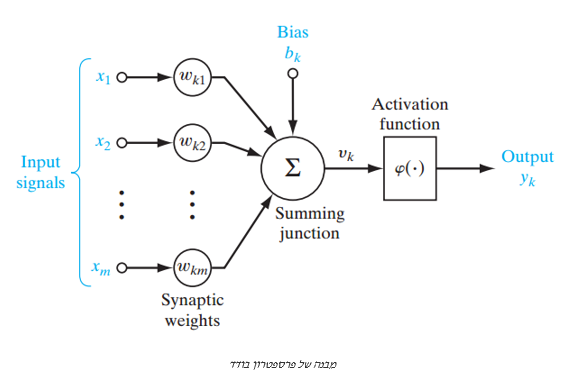 Bias
b_k
x_1
w_k1
Activation
function
x_2
w_k2
Input
signals
Σ
v_k
φ(·)
Output
y_k
Summing
junction
x_m
w_km
Synaptic
weights
מבנה של פרספטרון בודד